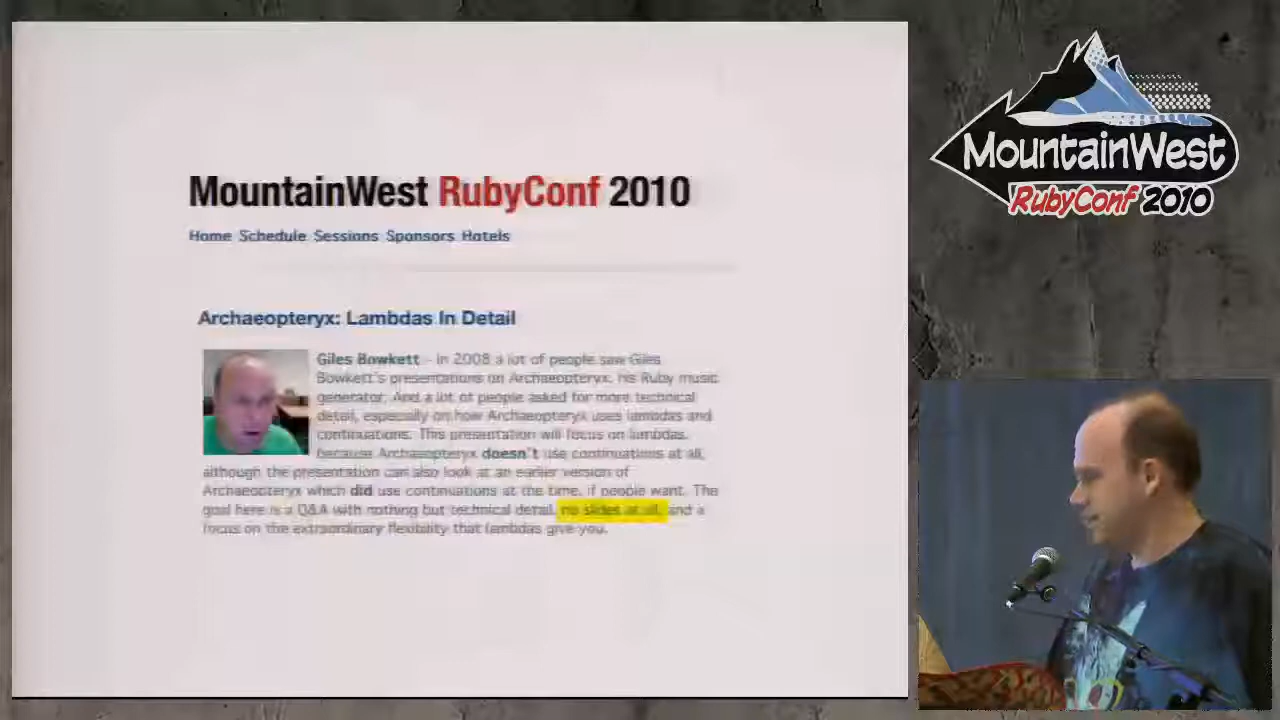 MountainWest RubyConf 2010
Home Schedule Sessions Sponsors Hotels
Archaeopteryx: Lambdas In Detail
Giles Bowkett - In 2008 a lot of people saw Giles
Bowkett's presentations on Archaeopteryx, his Ruby music
generator. And a lot of people asked for more technical
detail, especially on how Archaeopteryx uses lambdas and
continuations. This presentation will focus on lambdas,
because Archaeopteryx doesn't use continuations at all,
although the presentation can also look at an earlier version of
Archaeopteryx which did use continuations at the time, if people want. The
goal here is a Q&A with nothing but technical detail, no slides at all, and a
focus on the extraordinary flexibility that lambdas give you.
MountainWest
RubyConf 2010